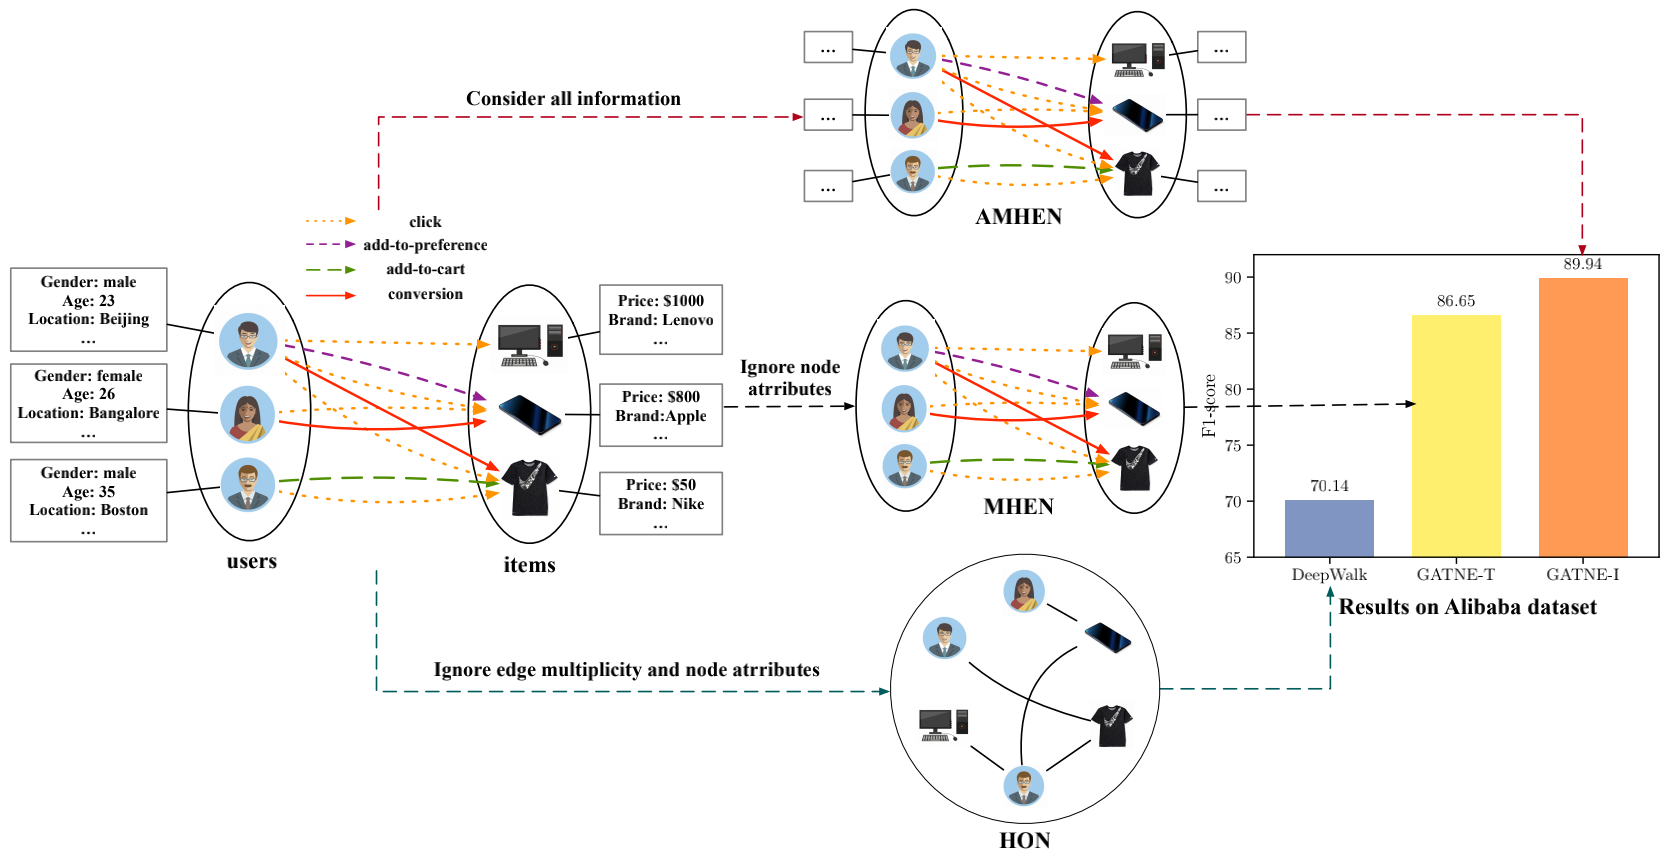 Consider all information
...
...
...
...
...
...
AMHEN
click
add-to-preference
add-to-cart
conversion
Gender: male
Age: 23
Location: Beijing
...
Gender: female
Age: 26
Location: Bangalore
...
Gender: male
Age: 35
Location: Boston
...
users
items
Price: $1000
Brand: Lenovo
...
Price: $800
Brand:Apple
...
Price: $50
Brand: Nike
...
Ignore node
atrributes
MHEN
Ignore edge multiplicity and node atrributes
HON
F1-score
90
85
80
75
70
65
70.14
86.65
89.94
DeepWalk
GATNE-T
GATNE-I
Results on Alibaba dataset